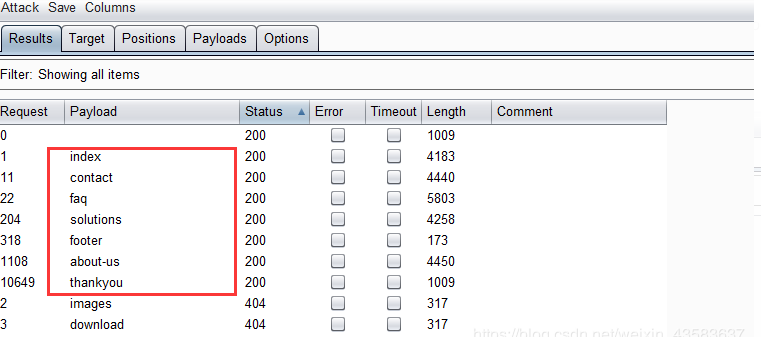 Attack Save Columns
Results Target Positions Payloads Options
Filter: Showing all items
Request Payload Status Error Timeout Length Comment
0 200 1009
1 index 200 4183
11 contact 200 4440
22 faq 200 5803
204 solutions 200 4258
318 footer 200 173
1108 about-us 200 4450
10649 thankyou 200 1009
2 images 404 317
3 download 404 317
https://blog.csdn.net/weixin_43583637